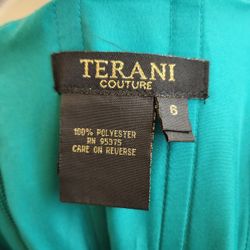 TERANI
COUTURE
6
100% POLYESTER
RN 95375
CARE ON REVERSE